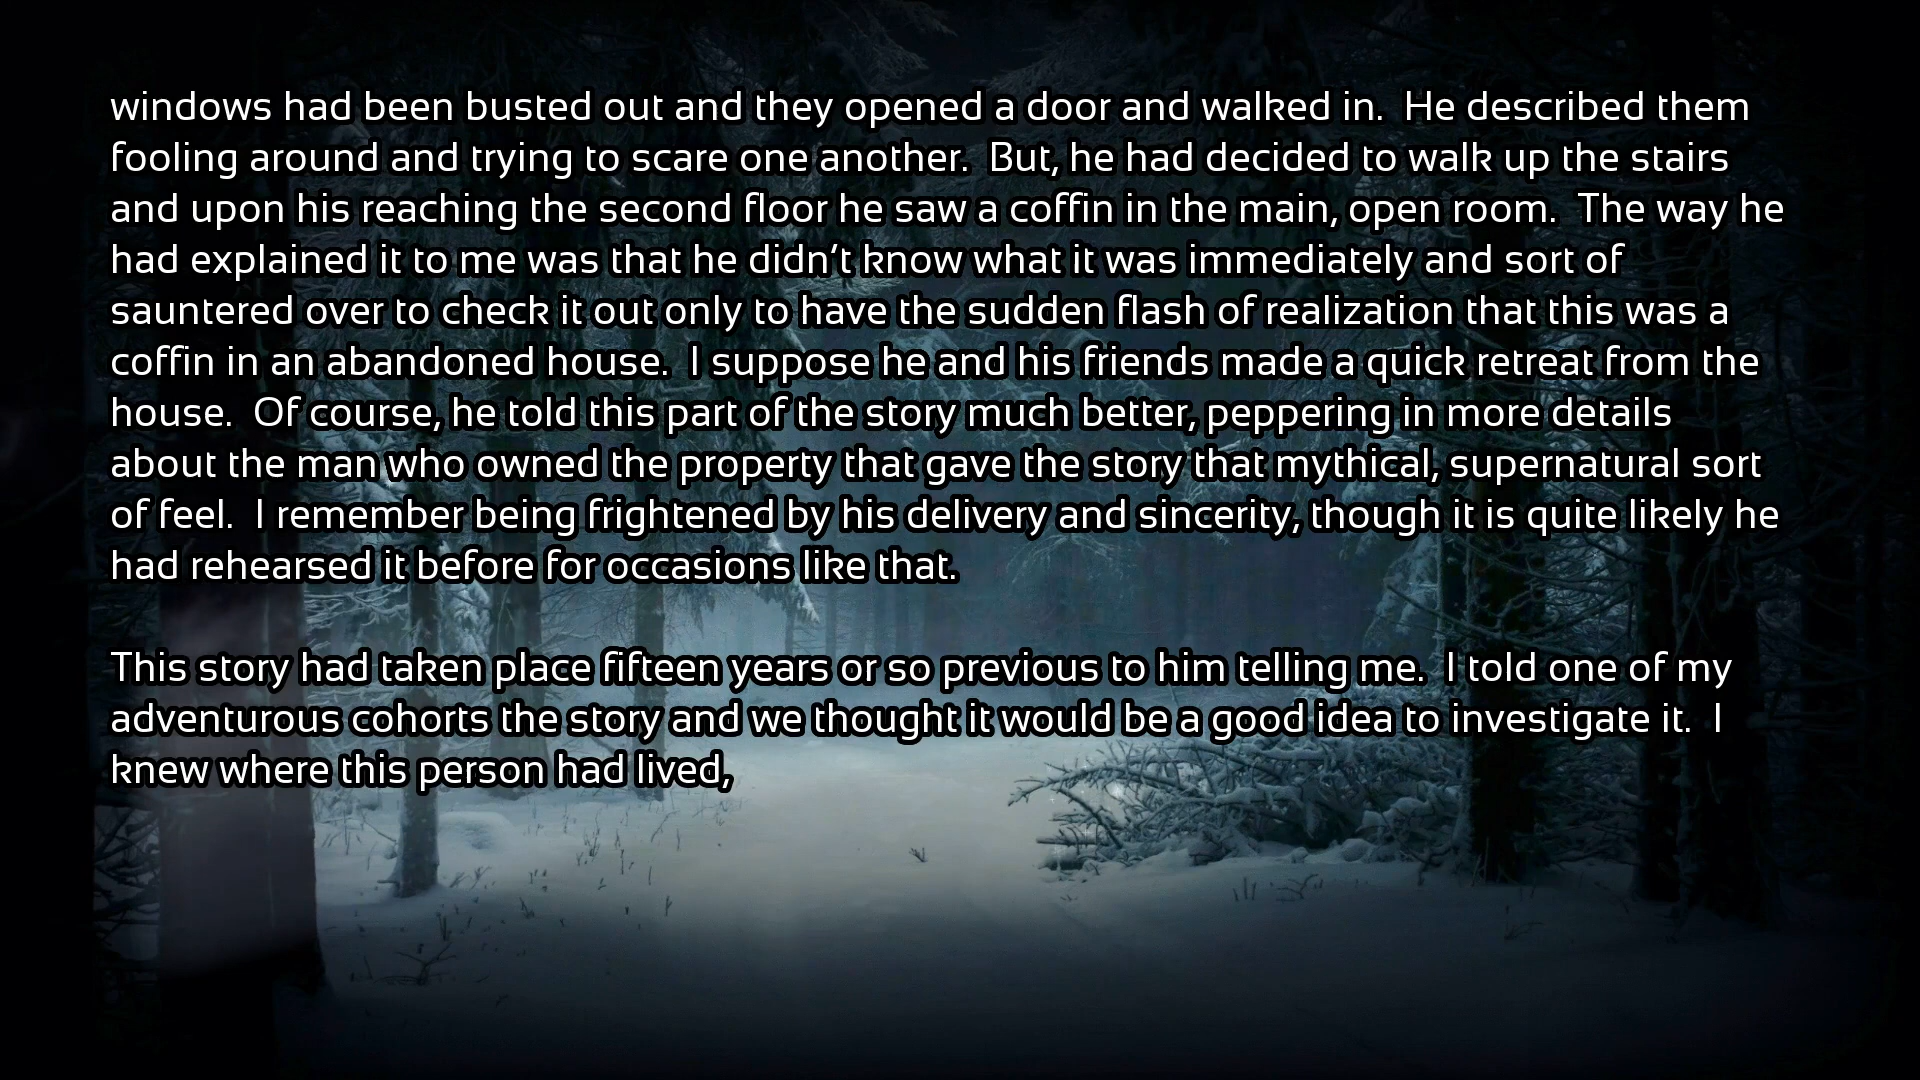 windows had been busted out and they opened a door and walked in.  He described them
fooling around and trying to scare one another.  But, he had decided to walk up the stairs
and upon his reaching the second floor he saw a coffin in the main, open room.  The way he
had explained it to me was that he didn't know what it was immediately and sort of
sauntered over to check it out only to have the sudden flash of realization that this was a
coffin in an abandoned house.  I suppose he and his friends made a quick retreat from the
house.  Of course, he told this part of the story much better, peppering in more details
about the man who owned the property that gave the story that mythical, supernatural sort
of feel.  I remember being frightened by his delivery and sincerity, though it is quite likely he
had rehearsed it before for occasions like that.
This story had taken place fifteen years or so previous to him telling me.  I told one of my
adventurous cohorts the story and we thought it would be a good idea to investigate it.  I
knew where this person had lived,